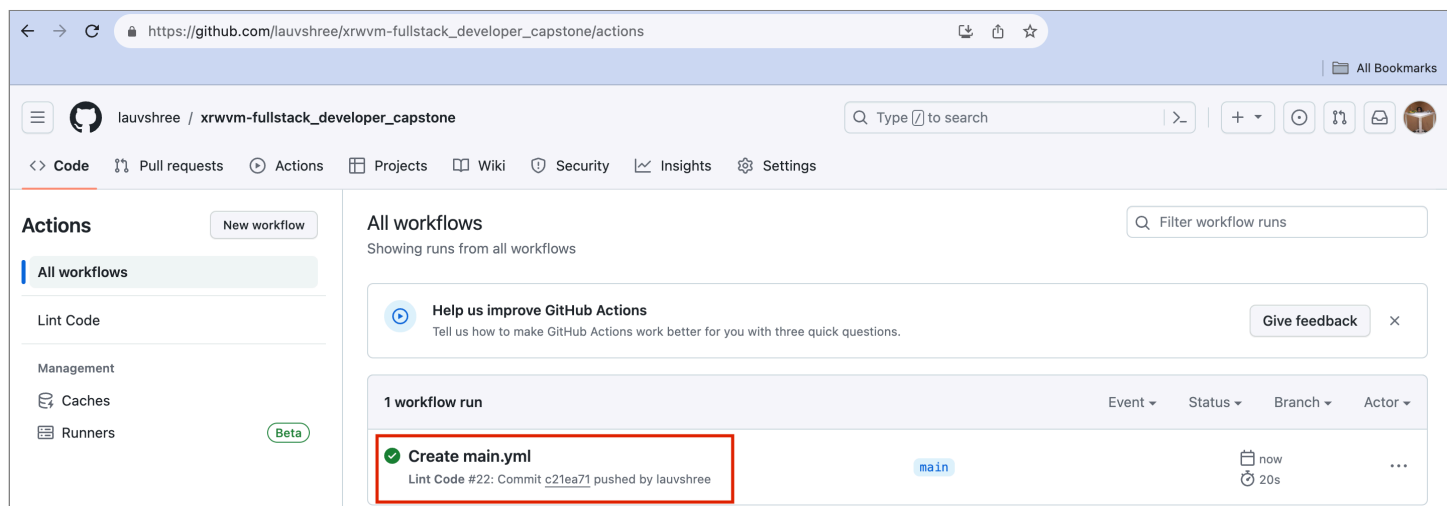 https://github.com/lauvshree/xrwvm-fullstack_developer_capstone/actions
All Bookmarks
lauvshree / xrwvm-fullstack_developer_capstone
Type / to search
Code Pull requests Actions Projects Wiki Security Insights Settings
Actions
New workflow
All workflows
Lint Code
Management
Caches
Runners Beta
All workflows
Showing runs from all workflows
Filter workflow runs
Help us improve GitHub Actions
Tell us how to make GitHub Actions work better for you with three quick questions.
Give feedback
1 workflow run
Event Status Branch Actor
Create main.yml
Lint Code #22: Commit c21ea71 pushed by lauvshree
main
now
20s